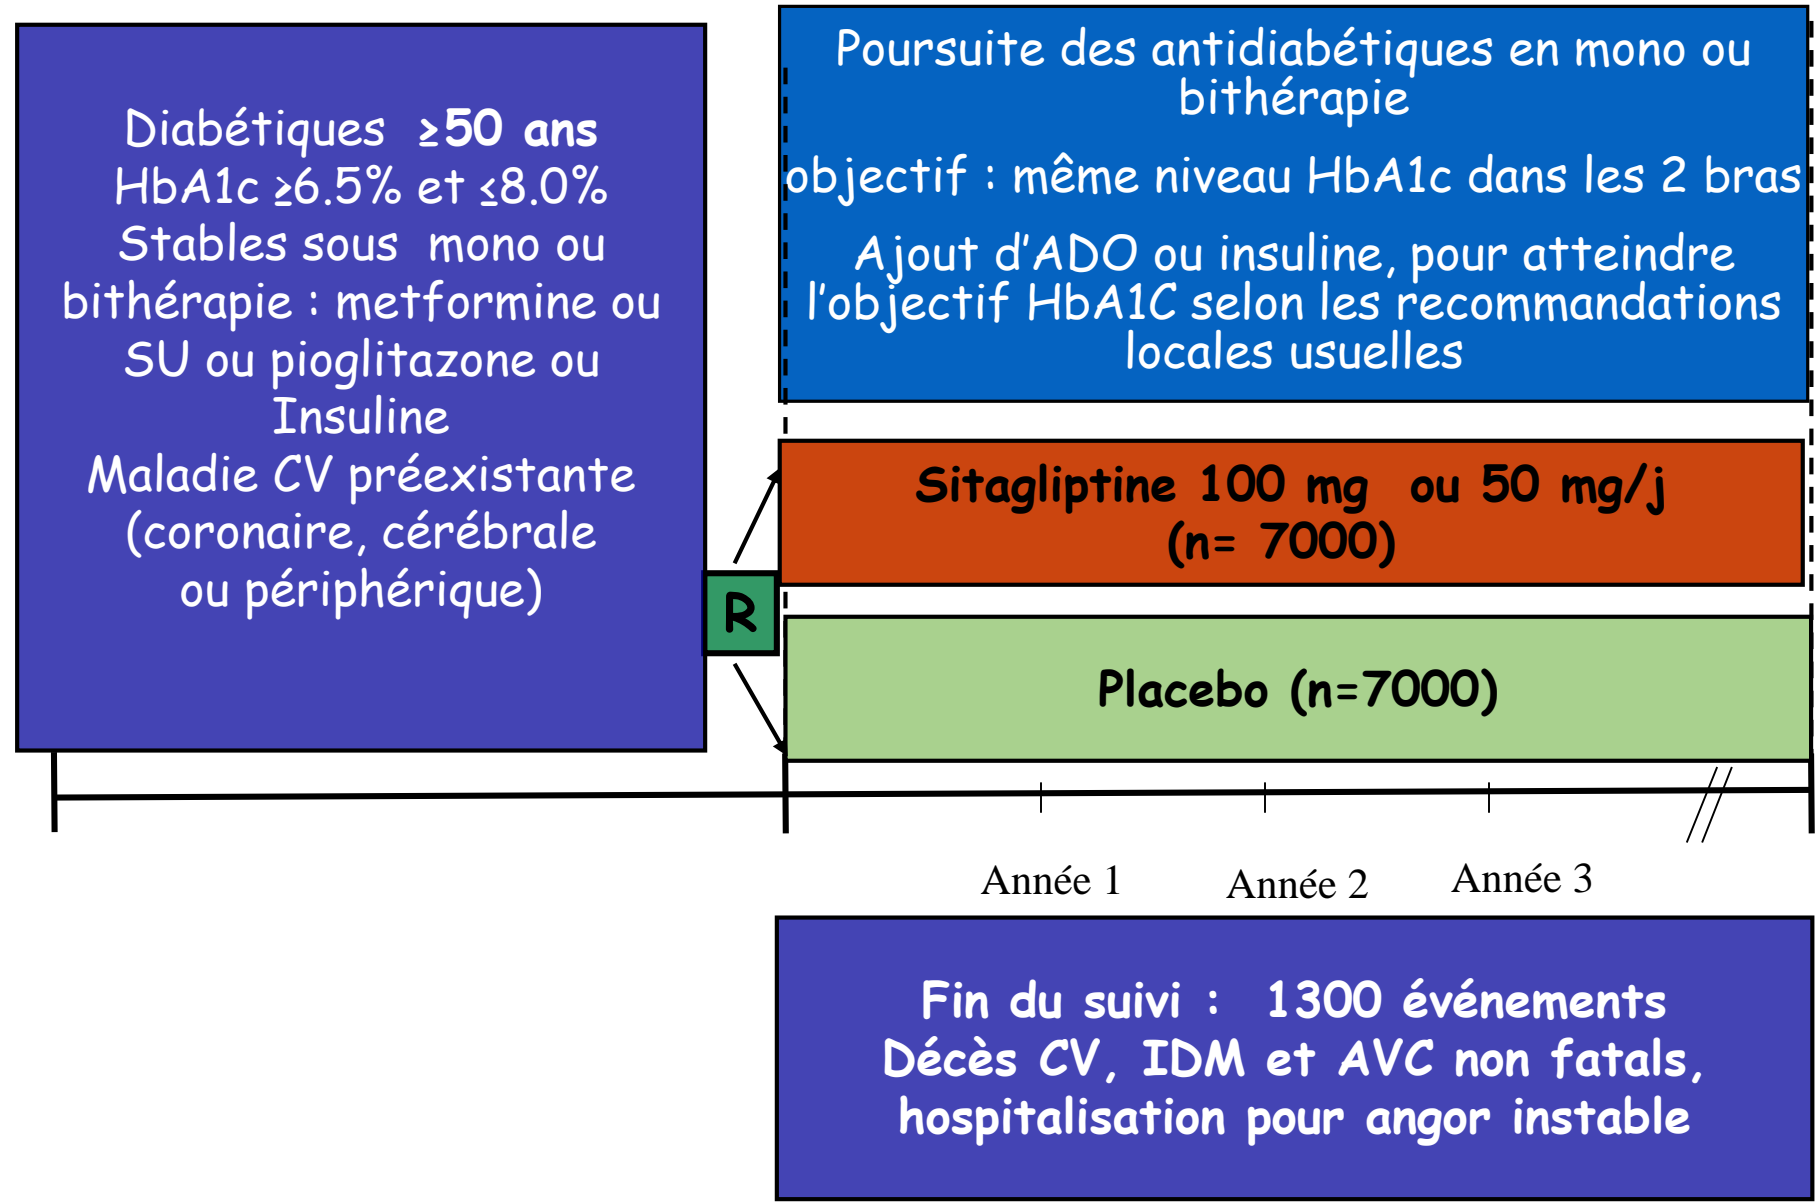 Diabétiques ≥50 ans
HbA1c ≥6.5% et ≤8.0%
Stables sous mono ou
bithérapie : metformine ou
SU ou pioglitazone ou
Insuline
Maladie CV préexistante
(coronaire, cérébrale
ou périphérique)
R
Poursuite des antidiabétiques en mono ou
bithérapie
objectif : même niveau HbA1c dans les 2 bras
Ajout d'ADO ou insuline, pour atteindre
l'objectif HbA1C selon les recommandations
locales usuelles
Sitagliptine 100 mg ou 50 mg/j
(n= 7000)
Placebo (n=7000)
Année 1
Année 2
Année 3
Fin du suivi : 1300 événements
Décès CV, IDM et AVC non fatals,
hospitalisation pour angor instable